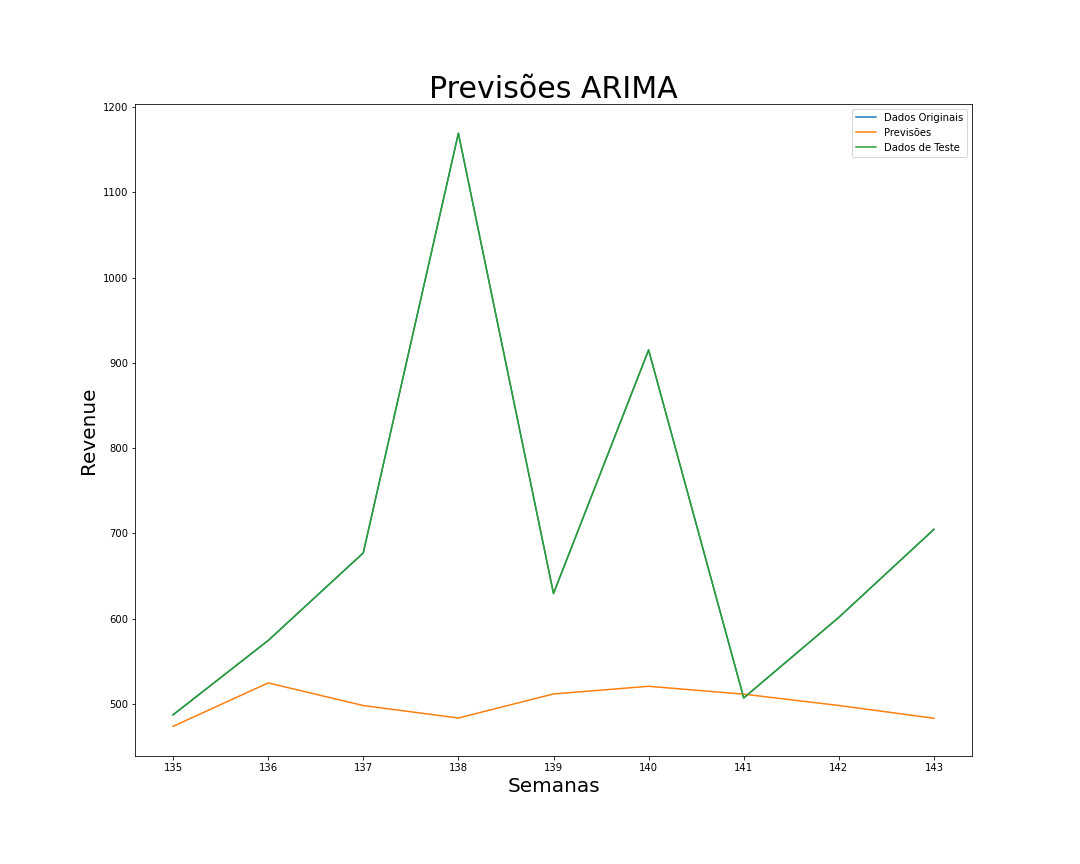 Previsões ARIMA
Dados Originais
Previsões
Dados de Teste
1200
1100
1000
900
800
700
600
500
Revenue
135 136 137 138 139 140 141 142 143
Semanas